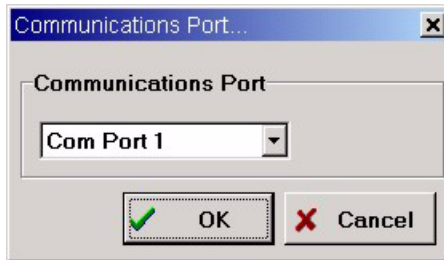 Communications Port...
Communications Port
Com Port 1
OK
Cancel